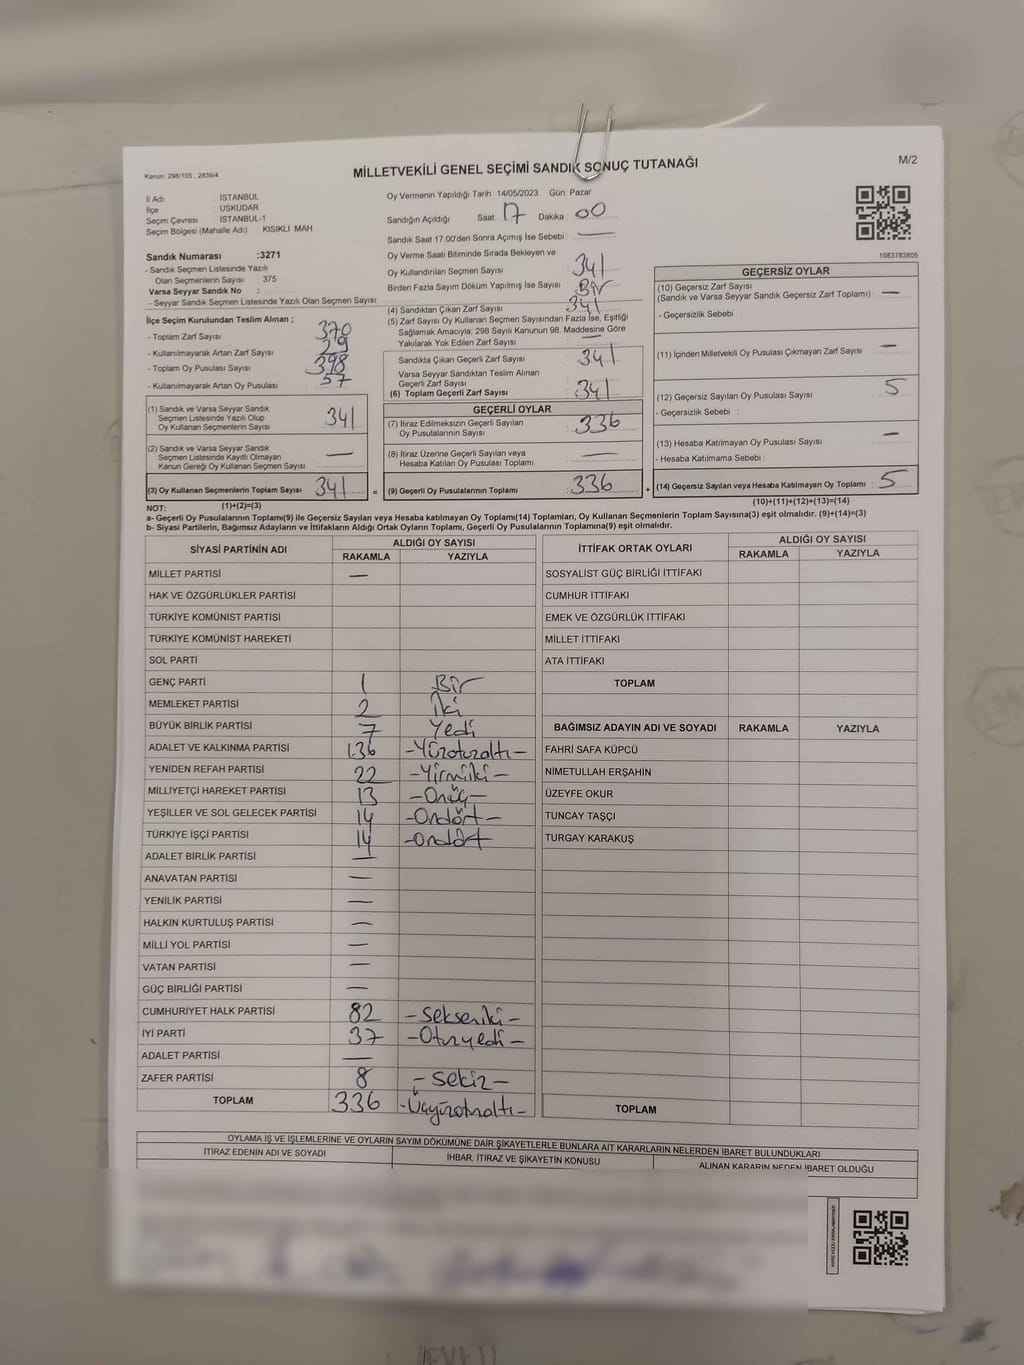 MİLLETVEKİLİ GENEL SEÇİMİ SANDIK SONUÇ TUTANAĞI
M/2
Kanun: 298/105 , 2839/4
İl Adı : İSTANBUL
İlçe : ÜSKÜDAR
Seçim Çevresi : İSTANBUL-1
Seçim Bölgesi (Mahalle Adı) : KISIKLI MAH
Sandık Numarası :3271
- Sandık Seçmen Listesinde Yazılı
Olan Seçmenlerin Sayısı : 375
Varsa Seyyar Sandık No :
- Seyyar Sandık Seçmen Listesinde Yazılı Olan Seçmen Sayısı :
İlçe Seçim Kurulundan Teslim Alınan ;
- Toplam Zarf Sayısı : 370
- Kullanılmayarak Artan Zarf Sayısı : 29
- Toplam Oy Pusulası Sayısı : 398
- Kullanılmayarak Artan Oy Pusulası : 57
(1) Sandık ve Varsa Seyyar Sandık
Seçmen Listesinde Yazılı Olup
Oy Kullanan Seçmenlerin Sayısı : 341
(2) Sandık ve Varsa Seyyar Sandık
Seçmen Listesinde Kayıtlı Olmayan
Kanun Gereği Oy Kullanan Seçmen Sayısı : —
(3) Oy Kullanan Seçmenlerin Toplam Sayısı : 341
(1)+(2)=(3)
Oy Vermenin Yapıldığı Tarih : 14/05/2023 Gün: Pazar
Sandığın Açıldığı Saat : 17 Dakika : 00
Sandık Saat 17:00'den Sonra Açımış İse Sebebi : —
Oy Verme Saati Bitiminde Sırada Bekleyen ve
Oy Kullandırılan Seçmen Sayısı : 341
Birden Fazla Sayım Döküm Yapılmış İse Sayısı : Bir
(4) Sandıktan Çıkan Zarf Sayısı : 341
(5) Zarf Sayısı Oy Kullanan Seçmen Sayısından Fazla İse, Eşitliği
Sağlamak Amacıyla; 298 Sayılı Kanunun 98. Maddesine Göre
Yakılarak Yok Edilen Zarf Sayısı : —
Sandıkta Çıkan Geçerli Zarf Sayısı : 341
Varsa Seyyar Sandıktan Teslim Alınan
Geçerli Zarf Sayısı :
(6) Toplam Geçerli Zarf Sayısı : 341
GEÇERLİ OYLAR
(7) İtiraz Edilmeksizin Geçerli Sayılan
Oy Pusulalarının Sayısı : 336
(8) İtiraz Üzerine Geçerli Sayılan veya
Hesaba Katılan Oy Pusulası Toplamı : —
= (9) Geçerli Oy Pusulalarının Toplamı : 336
1083783805
GEÇERSİZ OYLAR
(10) Geçersiz Zarf Sayısı : —
(Sandık ve Varsa Seyyar Sandık Geçersiz Zarf Toplamı)
- Geçersizlik Sebebi :
(11) İçinden Milletvekili Oy Pusulası Çıkmayan Zarf Sayısı : —
(12) Geçersiz Sayılan Oy Pusulası Sayısı : 5
- Geçersizlik Sebebi :
(13) Hesaba Katılmayan Oy Pusulası Sayısı : —
- Hesaba Katılmama Sebebi :
+ (14) Geçersiz Sayılan veya Hesaba Katılmayan Oy Toplamı : 5
(10)+(11)+(12)+(13)=(14)
NOT:
a- Geçerli Oy Pusulalarının Toplamı(9) ile Geçersiz Sayılan veya Hesaba katılmayan Oy Toplamı(14) Toplamları, Oy Kullanan Seçmenlerin Toplam Sayısına(3) eşit olmalıdır. (9)+(14)=(3)
b- Siyasi Partilerin, Bağımsız Adayların ve İttifakların Aldığı Ortak Oyların Toplamı, Geçerli Oy Pusulalarının Toplamına(9) eşit olmalıdır.
SİYASİ PARTİNİN ADI ALDIĞI OY SAYISI
RAKAMLA YAZIYLA
MİLLET PARTİSİ —
HAK VE ÖZGÜRLÜKLER PARTİSİ
TÜRKİYE KOMÜNİST PARTİSİ
TÜRKİYE KOMÜNİST HAREKETİ
SOL PARTİ
GENÇ PARTİ 1 Bir
MEMLEKET PARTİSİ 2 İki
BÜYÜK BİRLİK PARTİSİ 7 Yedi
ADALET VE KALKINMA PARTİSİ 136 -Yüzotuzaltı-
YENİDEN REFAH PARTİSİ 22 -Yirmiiki-
MİLLİYETÇİ HAREKET PARTİSİ 13 -Onüç-
YEŞİLLER VE SOL GELECEK PARTİSİ 14 -Ondört-
TÜRKİYE İŞÇİ PARTİSİ 14 -Ondört
ADALET BİRLİK PARTİSİ —
ANAVATAN PARTİSİ —
YENİLİK PARTİSİ —
HALKIN KURTULUŞ PARTİSİ —
MİLLİ YOL PARTİSİ —
VATAN PARTİSİ —
GÜÇ BİRLİĞİ PARTİSİ —
CUMHURİYET HALK PARTİSİ 82 -Sekseniki-
İYİ PARTİ 37 -Otuzyedi-
ADALET PARTİSİ —
ZAFER PARTİSİ 8 -Sekiz-
TOPLAM 336 -Üçyüzotuzaltı-
İTTİFAK ORTAK OYLARI ALDIĞI OY SAYISI
RAKAMLA YAZIYLA
SOSYALİST GÜÇ BİRLİĞİ İTTİFAKI
CUMHUR İTTİFAKI
EMEK VE ÖZGÜRLÜK İTTİFAKI
MİLLET İTTİFAKI
ATA İTTİFAKI
TOPLAM
BAĞIMSIZ ADAYIN ADI VE SOYADI RAKAMLA YAZIYLA
FAHRİ SAFA KÜPCÜ
NİMETULLAH ERŞAHİN
ÜZEYFE OKUR
TUNCAY TAŞÇI
TURGAY KARAKUŞ
TOPLAM
OYLAMA İŞ VE İŞLEMLERİNE VE OYLARIN SAYIM DÖKÜMÜNE DAİR ŞİKAYETLERLE BUNLARA AİT KARARLARIN NELERDEN İBARET BULUNDUKLARI
İTİRAZ EDENİN ADI VE SOYADI İHBAR, İTİRAZ VE ŞİKAYETİN KONUSU ALINAN KARARIN NEDEN İBARET OLDUĞU